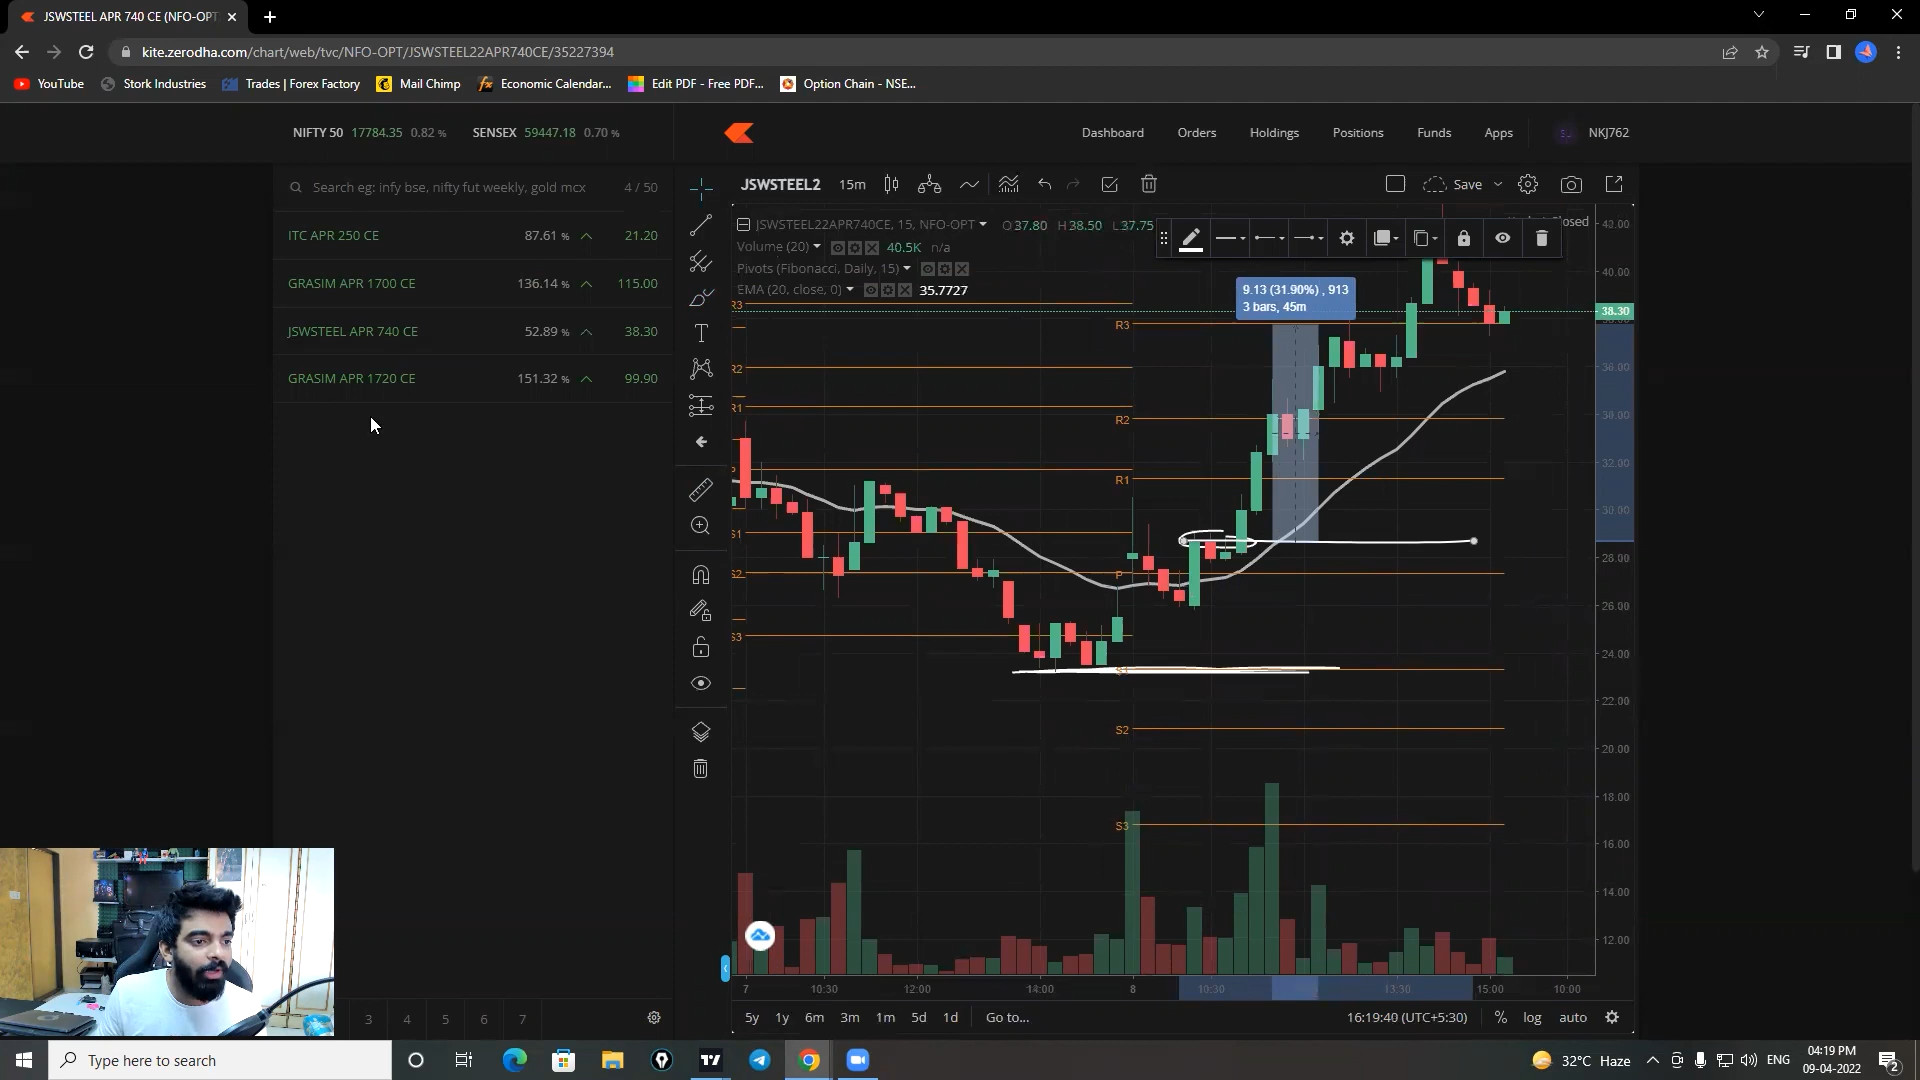 JSWSTEEL APR 740 CE (NFO-OPT
kite.zerodha.com/chart/web/tvc/NFO-OPT/JSWSTEEL22APR740CE/35227394
YouTube Stork Industries Trades | Forex Factory Mail Chimp Economic Calendar... Edit PDF - Free PDF... Option Chain - NSE...
NIFTY 50 17784.35 0.82 % SENSEX 59447.18 0.70 %
Dashboard Orders Holdings Positions Funds Apps NKJ762
Search eg: infy bse, nifty fut weekly, gold mcx 4 / 50
ITC APR 250 CE 87.61 % 21.20
GRASIM APR 1700 CE 136.14 % 115.00
JSWSTEEL APR 740 CE 52.89 % 38.30
GRASIM APR 1720 CE 151.32 % 99.90
JSWSTEEL2 15m Save
JSWSTEEL22APR740CE, 15, NFO-OPT O37.80 H38.50 L37.75
Closed
Volume (20) 40.5K n/a
Pivots (Fibonacci, Daily, 15)
EMA (20, close, 0) 35.7727
9.13 (31.90%) , 913
3 bars, 45m
R3
R2
R1
S1
S2
S3
R3
R2
R1
P
S1
S2
S3
40.00
38.30
36.00
32.00
30.00
28.00
26.00
24.00
22.00
20.00
18.00
16.00
14.00
12.00
7 10:30 12:00 14:00 8 10:30 13:30 15:00 10:00
5y 1y 6m 3m 1m 5d 1d Go to... 16:19:40 (UTC+5:30) % log auto
3 4 5 6 7
Type here to search
32°C Haze ENG 04:19 PM
09-04-2022
2